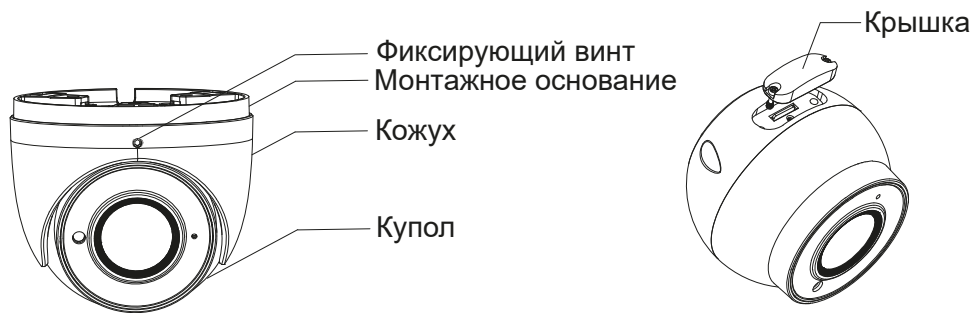 Крышка
Фиксирующий винт
Монтажное основание
Кожух
Купол